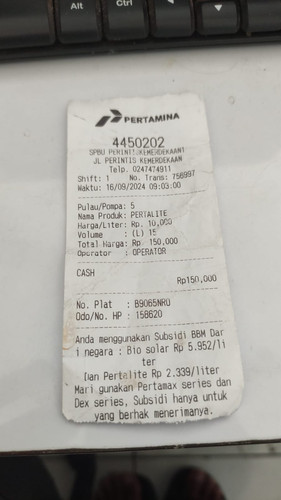 Alt
Ctrl
PERTAMINA
4450202
SPBU PERINTISKEMERDEKAAN1
JL PERINTIS KEMERDEKAAN
Telp. 0247474911
Shift: 1 No. Trans: 756997
Waktu: 16/09/2024 09:03:00
Pulau/Pompa: 5
Nama Produk: PERTALITE
Harga/Liter: Rp. 10,000
Volume : (L) 15
Total Harga: Rp. 150,000
Operator : OPERATOR
CASH
Rp150,000
No. Plat : B9065NRU
Odo/No. HP : 158620
Anda menggunakan Subsidi BBM Dar
i negara : Bio solar Rp 5.952/li
ter
Dan Pertalite Rp 2.339/liter
Mari gunakan Pertamax series dan
Dex series, Subsidi hanya untuk
yang berhak menerimanya.